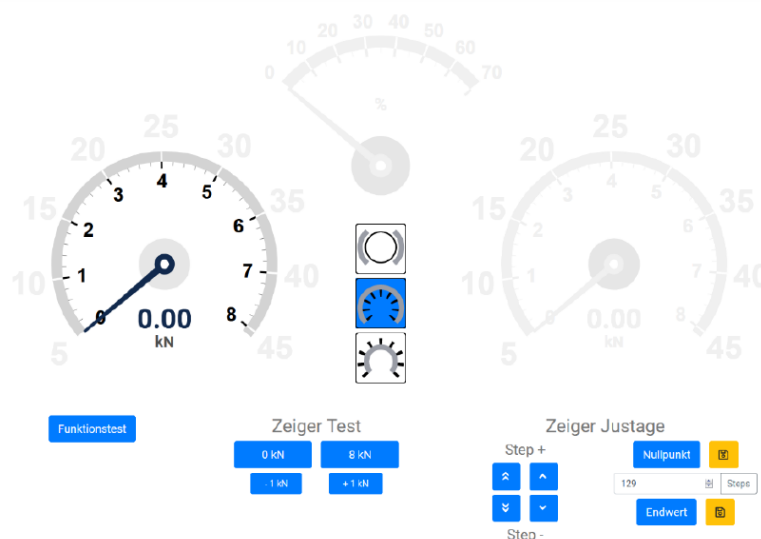 0 10 20 30 40 50 60 70
%
5 10 15 20 25 30 35 40 45
0 1 2 3 4 5 6 7 8
0.00
kN
5 10 15 20 25 30 35 40 45
0 1 2 3 4 5 6 7 8
0.00
kN
Funktionstest
Zeiger Test
0 kN 8 kN
- 1 kN + 1 kN
Zeiger Justage
Step +
Step -
Nullpunkt
129 Steps
Endwert